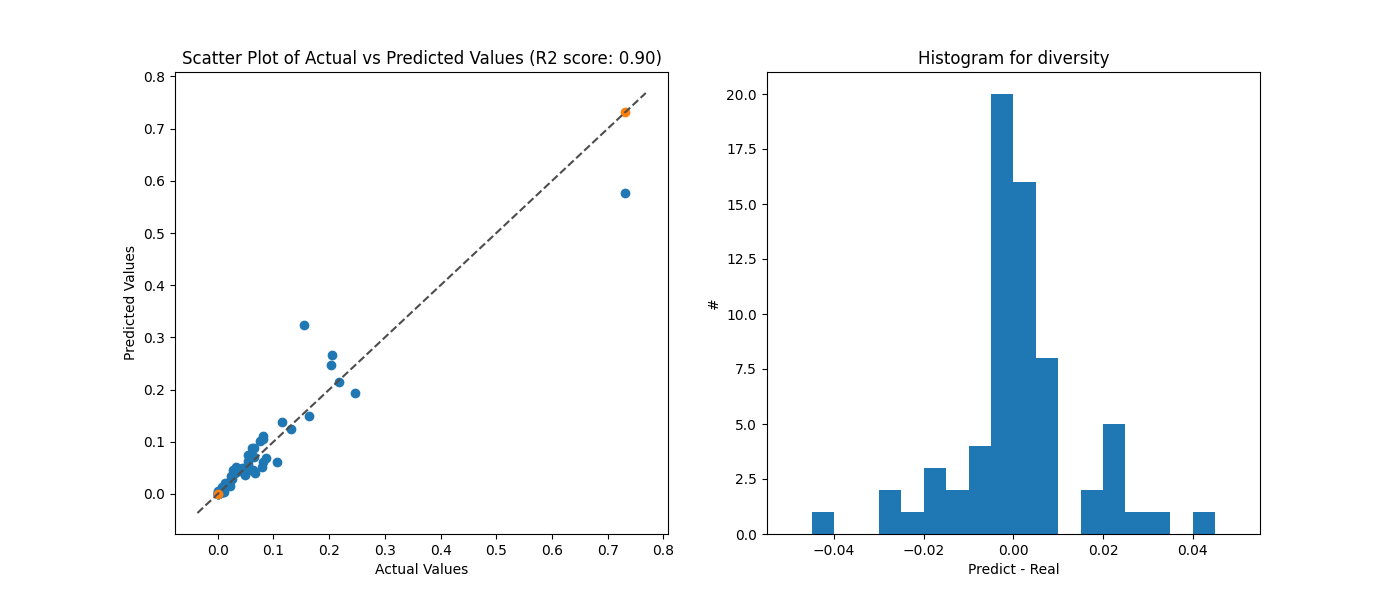 Scatter Plot of Actual vs Predicted Values (R2 score: 0.90)
0.8
0.7
0.6
0.5
0.4
0.3
0.2
0.1
0.0
Predicted Values
0.0 0.1 0.2 0.3 0.4 0.5 0.6 0.7 0.8
Actual Values
Histogram for diversity
20.0
17.5
15.0
12.5
10.0
7.5
5.0
2.5
0.0
#
−0.04 −0.02 0.00 0.02 0.04
Predict - Real